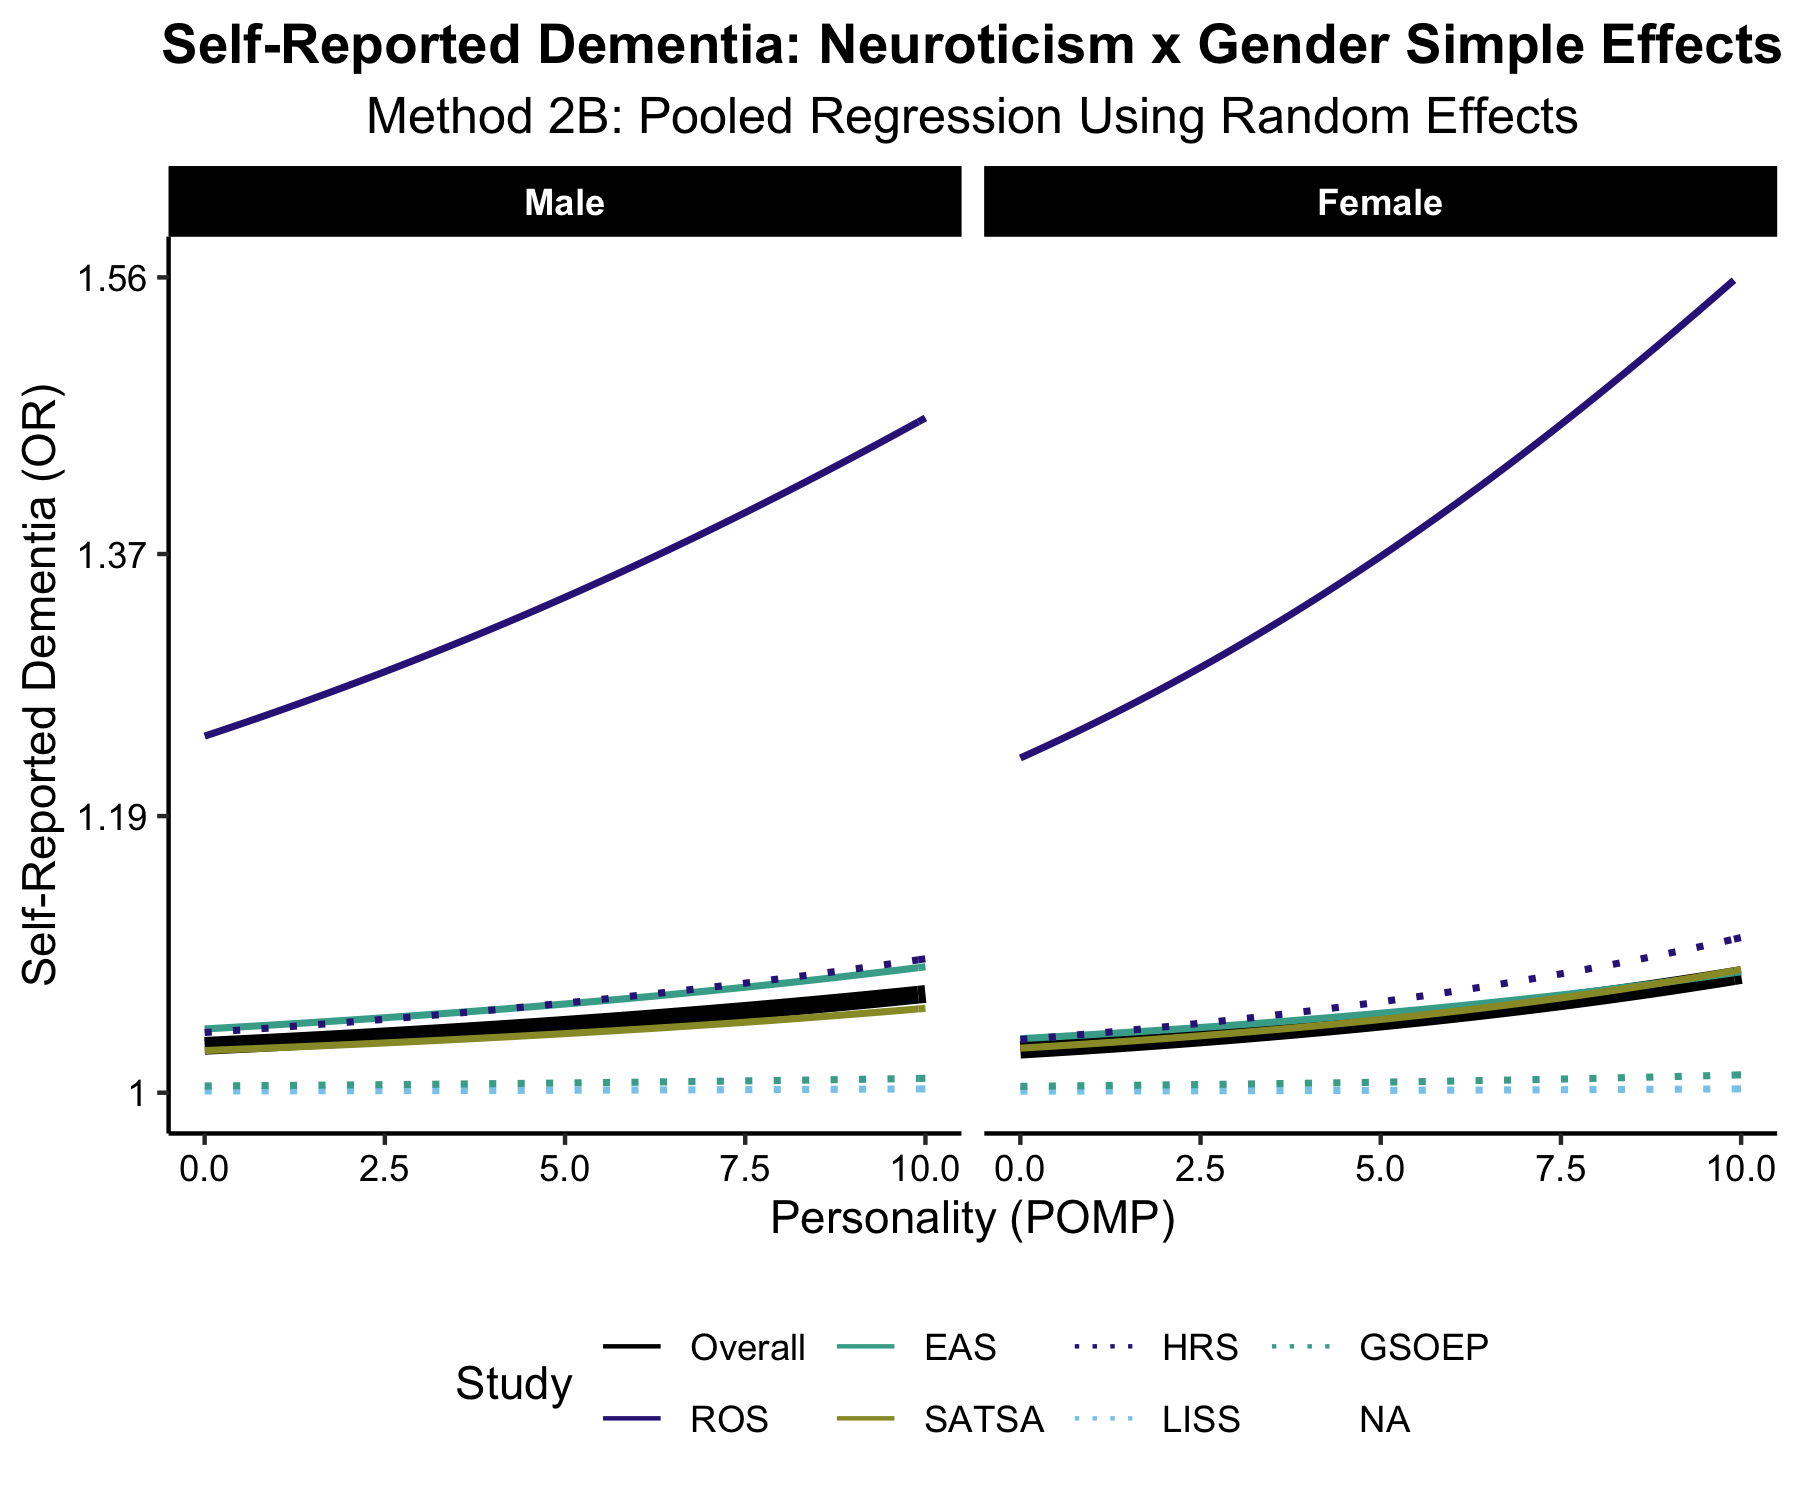 Self-Reported Dementia: Neuroticism x Gender Simple Effects
Method 2B: Pooled Regression Using Random Effects
Male
Female
Self-Reported Dementia (OR)
1.56
1.37
1.19
1
0.0 2.5 5.0 7.5 10.0
0.0 2.5 5.0 7.5 10.0
Personality (POMP)
Study
Overall EAS HRS GSOEP
ROS SATSA LISS NA